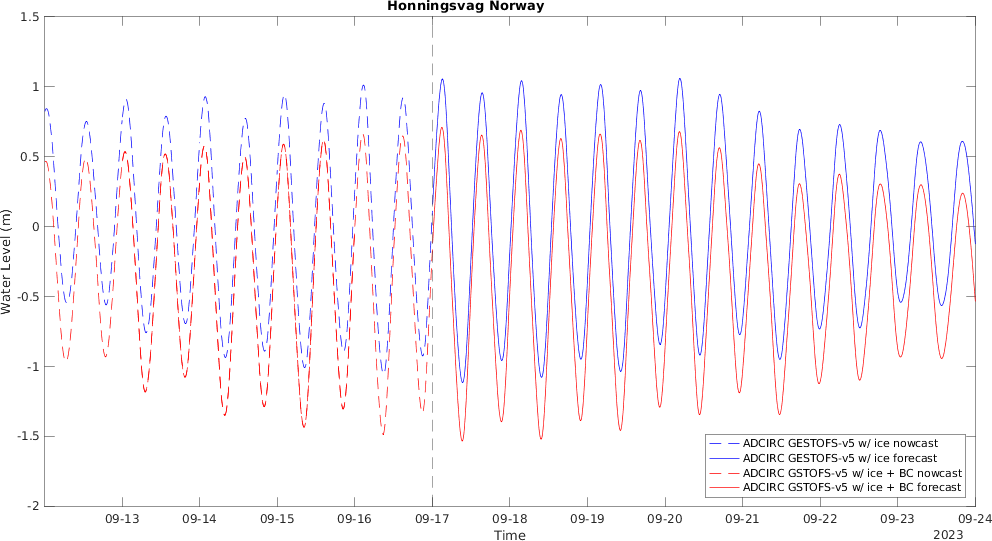 Honningsvag Norway
1.5
1
0.5
0
-0.5
-1
-1.5
-2
Water Level (m)
ADCIRC GESTOFS-v5 w/ ice nowcast
ADCIRC GESTOFS-v5 w/ ice forecast
ADCIRC GSTOFS-v5 w/ ice + BC nowcast
ADCIRC GSTOFS-v5 w/ ice + BC forecast
09-13 09-14 09-15 09-16 09-17 09-18 09-19 09-20 09-21 09-22 09-23 09-24
Time
2023